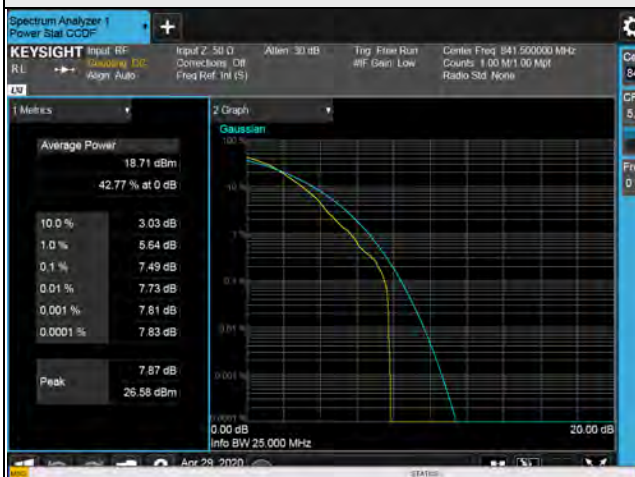 Spectrum Analyzer 1
Power Stat CCDF
KEYSIGHT
RL
Input: RF
Coupling: DC
Align: Auto
Input Z: 50 Ω
Corrections: Off
Freq Ref: Int (S)
Atten: 30 dB
Trig: Free Run
#IF Gain: Low
Center Freq: 841.500000 MHz
Counts: 1.00 M/1.00 Mpt
Radio Std: None
1 Metrics
Average Power
18.71 dBm
42.77 % at 0 dB
10.0 % 3.03 dB
1.0 % 5.64 dB
0.1 % 7.49 dB
0.01 % 7.73 dB
0.001 % 7.81 dB
0.0001 % 7.83 dB
Peak
7.87 dB
26.58 dBm
2 Graph
Gaussian
100 %
10 %
1 %
0.1 %
0.01 %
0.001 %
0.0001 %
0.00 dB
20.00 dB
Info BW 25.000 MHz
Apr 29, 2020
MSG
STATUS